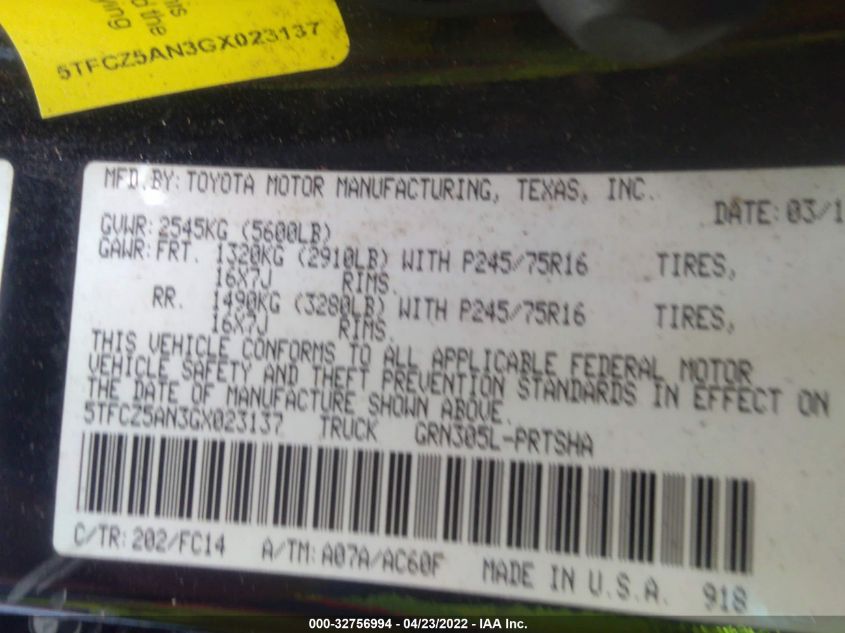 this
d the
ying
5TFCZ5AN3GX023137
MFD.BY: TOYOTA MOTOR MANUFACTURING, TEXAS, INC.
DATE: 03/1
GVWR: 2545KG (5600LB)
GAWR: FRT. 1320KG (2910LB) WITH P245/75R16 TIRES,
16X7J RIMS.
RR. 1490KG (3280LB) WITH P245/75R16 TIRES,
16X7J RIMS.
THIS VEHICLE CONFORMS TO ALL APPLICABLE FEDERAL MOTOR
VEHICLE SAFETY AND THEFT PREVENTION STANDARDS IN EFFECT ON
THE DATE OF MANUFACTURE SHOWN ABOVE.
5TFCZ5AN3GX023137 TRUCK GRN305L-PRTSHA
C/TR: 202/FC14 A/TM: A07A/AC60F MADE IN U.S.A. 918
000-32756994 - 04/23/2022 - IAA Inc.